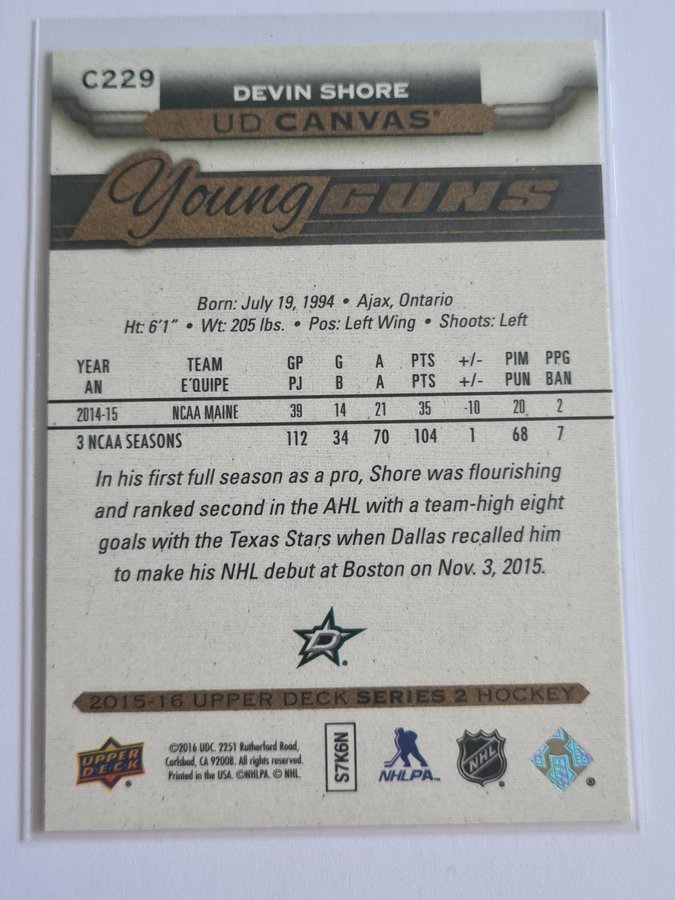 C229
DEVIN SHORE
UD CANVAS®
Young GUNS
Born: July 19, 1994 • Ajax, Ontario
Ht: 6'1" • Wt: 205 lbs. • Pos: Left Wing • Shoots: Left
YEAR TEAM GP G A PTS +/- PIM PPG
AN E'QUIPE PJ B A PTS +/- PUN BAN
2014-15 NCAA MAINE 39 14 21 35 -10 20 2
3 NCAA SEASONS 112 34 70 104 1 68 7
In his first full season as a pro, Shore was flourishing
and ranked second in the AHL with a team-high eight
goals with the Texas Stars when Dallas recalled him
to make his NHL debut at Boston on Nov. 3, 2015.
D
2015-16 UPPER DECK SERIES 2 HOCKEY
UPPER DECK
©2016 UDC. 2251 Rutherford Road,
Carlsbad, CA 92008. All rights reserved.
Printed in the USA. ©NHLPA. © NHL.
S7K6N
NHLPA™
NHL